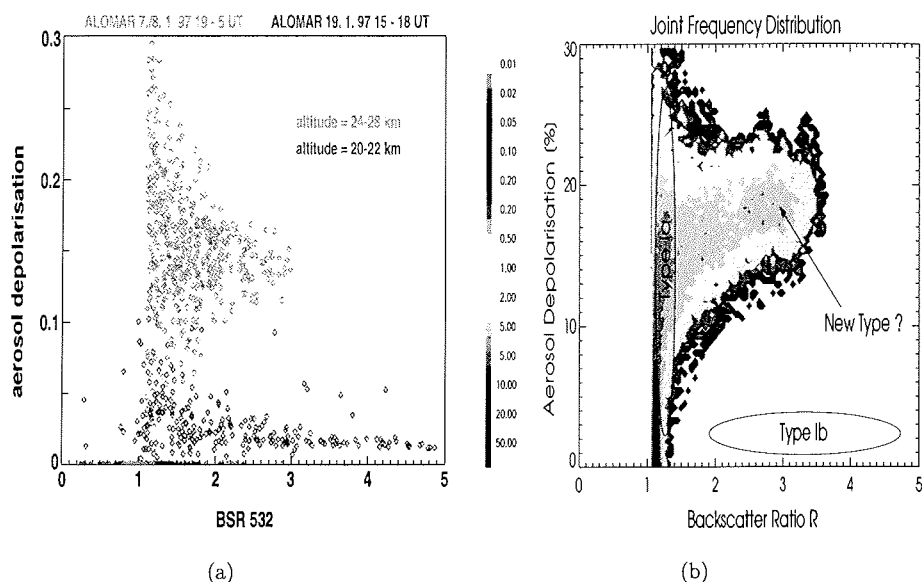 ALOMAR 7./8. 1. 97 19 - 5 UT
ALOMAR 19. 1. 97 15 - 18 UT
0.3
0.2
0.1
0
aerosol depolarisation
altitude = 24-28 km
altitude = 20-22 km
0 1 2 3 4 5
BSR 532
(a)
0.01
0.02
0.05
0.10
0.20
0.20
0.50
1.00
2.00
5.00
5.00
10.00
20.00
50.00
Joint Frequency Distribution
30
20
10
0
Aerosol Depolarisation (%)
Type Ia
New Type ?
Type Ib
0 1 2 3 4 5
Backscatter Ratio R
(b)